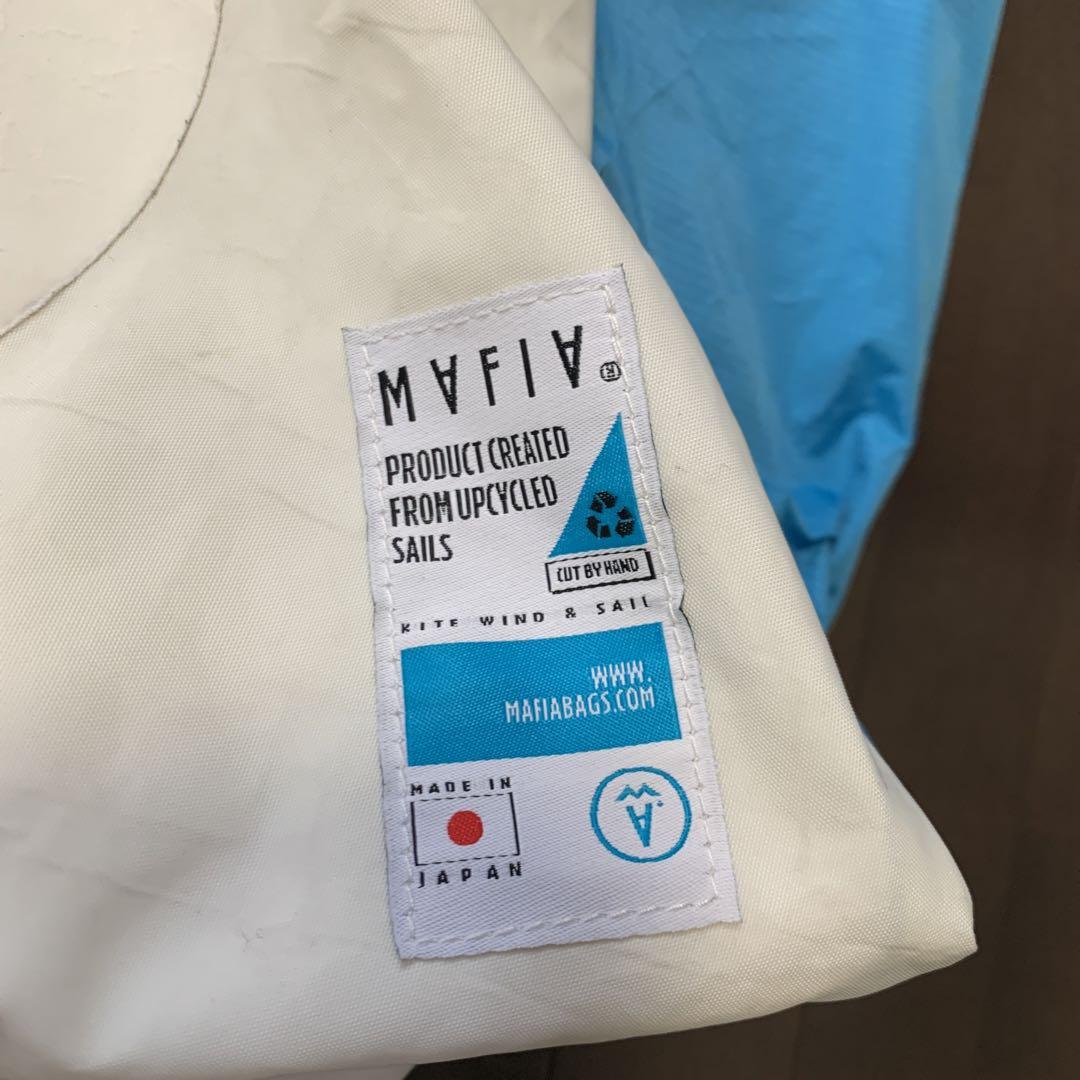 MAFIA®
PRODUCT CREATED
FROM UPCYCLED
SAILS
CUT BY HAND
KITE WIND & SAIL
WWW.
MAFIABAGS.COM
MADE IN
JAPAN